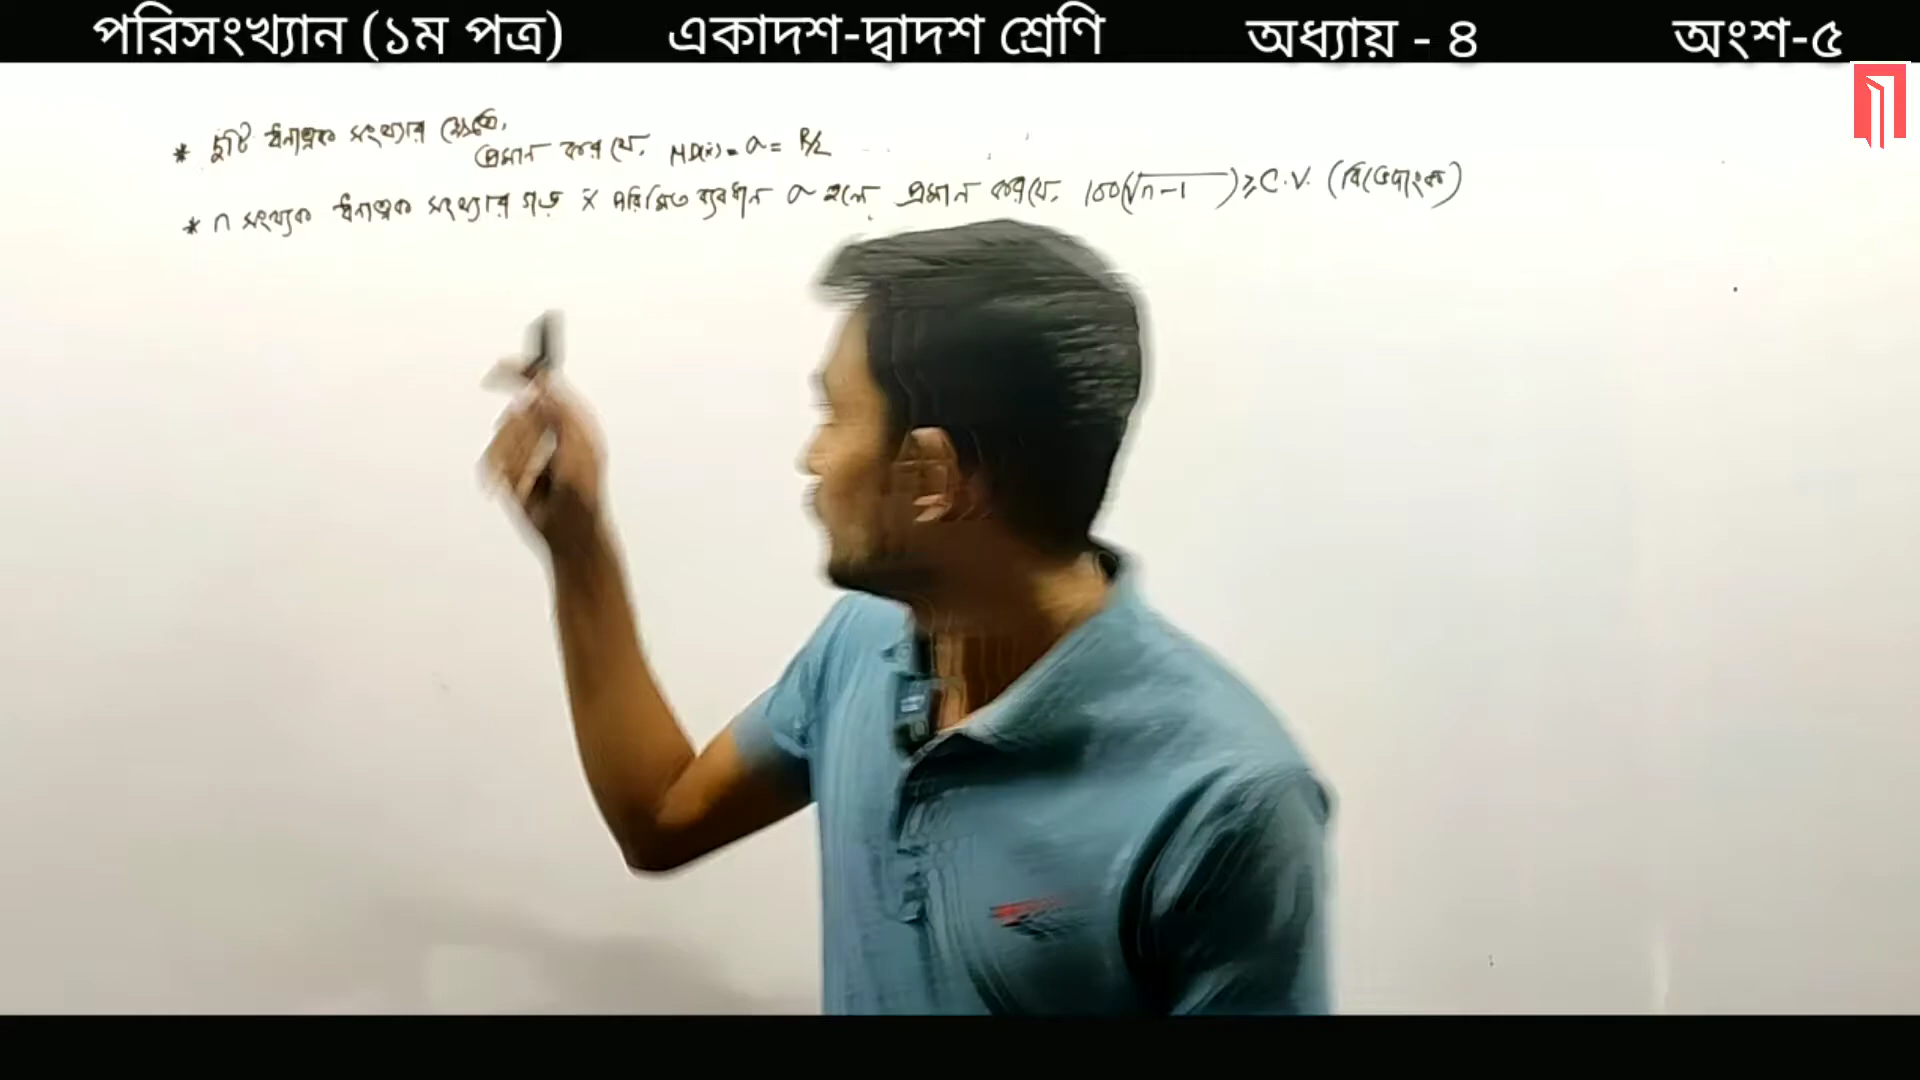 পরিসংখ্যান (১ম পত্র) একাদশ-দ্বাদশ শ্রেণি অধ্যায় - ৪ অংশ-৫
* দুটি ধনাত্মক সংখ্যার ক্ষেত্রে,
প্রমান কর যে, MD(x̄) = σ = R/2
* n সংখ্যক ধনাত্মক সংখ্যার গড় x̄ পরিমিত ব্যবধান σ হলে প্রমান কর যে, 100(√n-1) ≥ C.V. (বিভেদাংক)